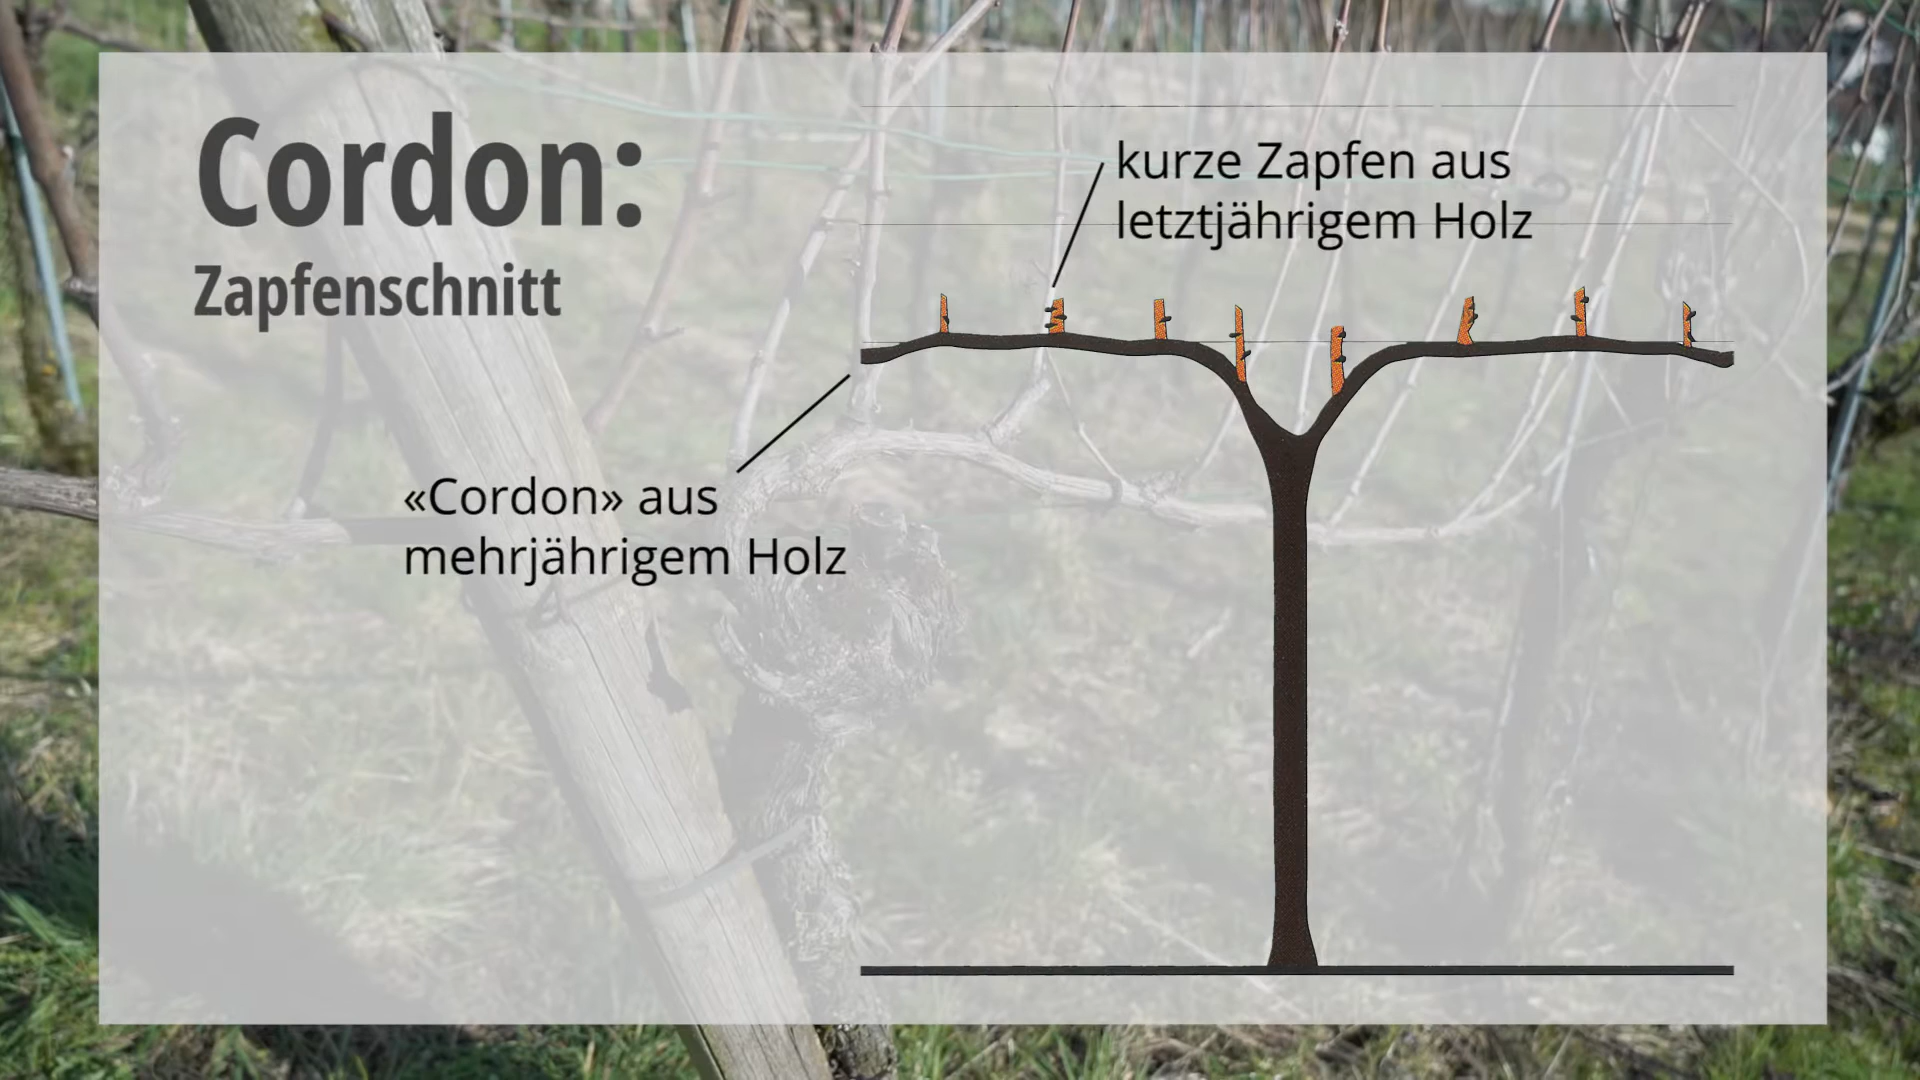 Cordon:
Zapfenschnitt
kurze Zapfen aus
letztjährigem Holz
«Cordon» aus
mehrjährigem Holz